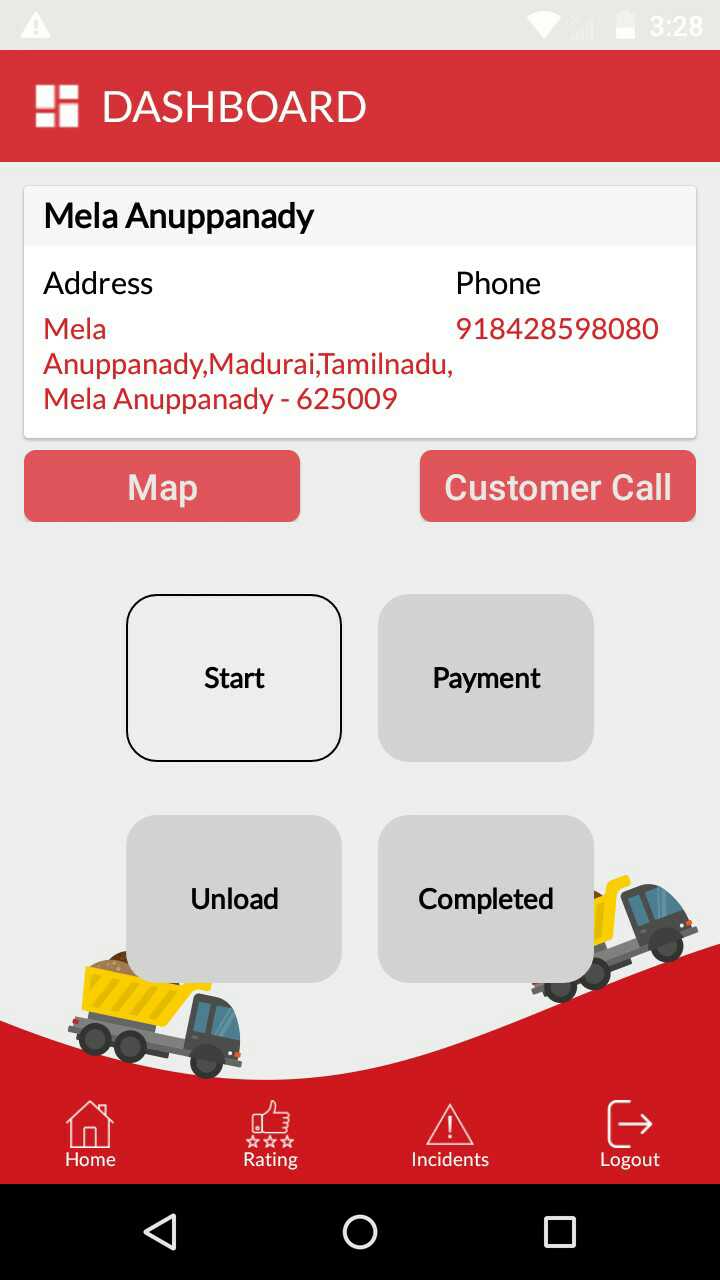 3:28
DASHBOARD
Mela Anuppanady
Address
Phone
Mela
Anuppanady,Madurai,Tamilnadu,
Mela Anuppanady - 625009
918428598080
Map
Customer Call
Start
Payment
Unload
Completed
Home
Rating
Incidents
Logout